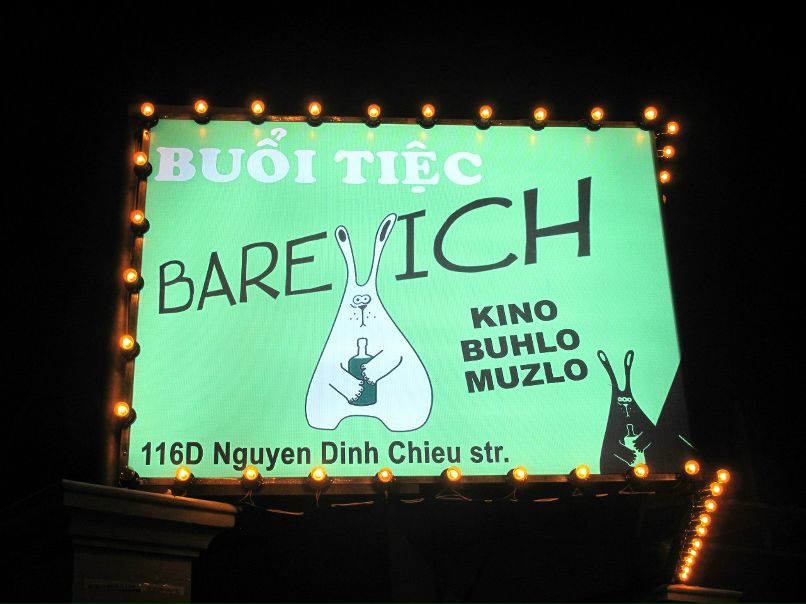 BUỔI TIỆC
BAREVICH
KINO
BUHLO
MUZLO
116D Nguyen Dinh Chieu str.